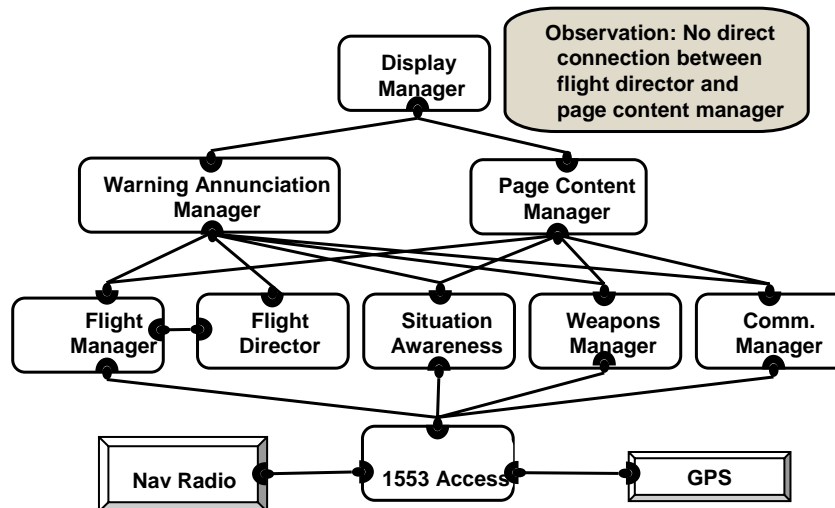 Observation: No direct
connection between
flight director and
page content manager
Display
Manager
Warning Annunciation
Manager
Page Content
Manager
Flight
Manager
Flight
Director
Situation
Awareness
Weapons
Manager
Comm.
Manager
Nav Radio
1553 Access
GPS